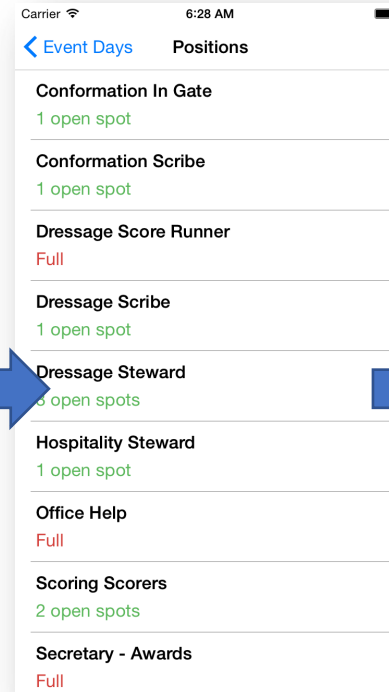 Carrier 6:28 AM
Event Days Positions
Conformation In Gate
1 open spot
Conformation Scribe
1 open spot
Dressage Score Runner
Full
Dressage Scribe
1 open spot
Dressage Steward
open spots
Hospitality Steward
1 open spot
Office Help
Full
Scoring Scorers
2 open spots
Secretary - Awards
Full